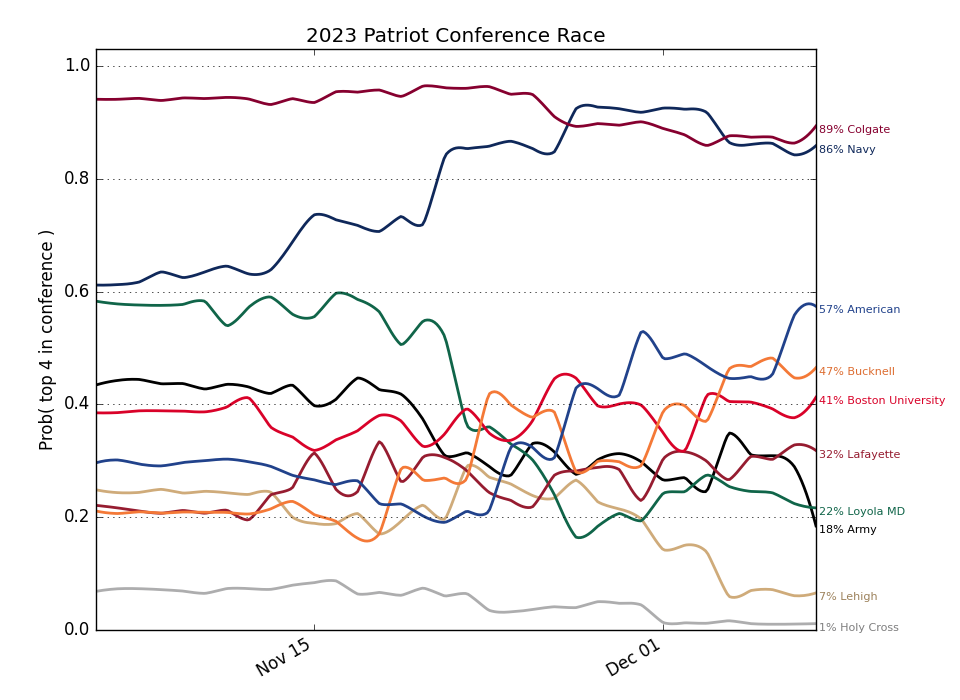 2023 Patriot Conference Race
Prob( top 4 in conference )
1.0
0.8
0.6
0.4
0.2
0.0
Nov 15
Dec 01
89% Colgate
86% Navy
57% American
47% Bucknell
41% Boston University
32% Lafayette
22% Loyola MD
18% Army
7% Lehigh
1% Holy Cross